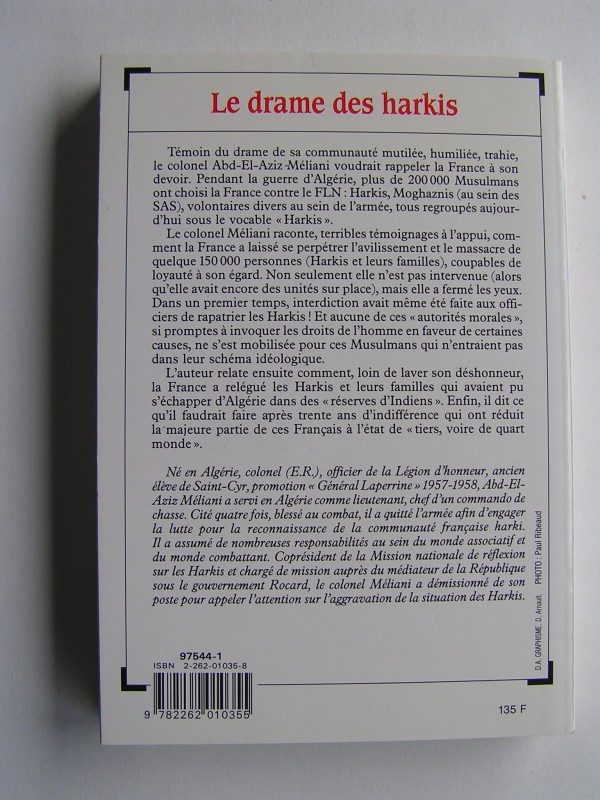 Le drame des harkis
Témoin du drame de sa communauté mutilée, humiliée, trahie,
le colonel Abd-El-Aziz Méliani voudrait rappeler la France à son
devoir. Pendant la guerre d'Algérie, plus de 200 000 Musulmans
ont choisi la France contre le FLN : Harkis, Moghaznis (au sein des
SAS), volontaires divers au sein de l'armée, tous regroupés aujour-
d'hui sous le vocable « Harkis ».
Le colonel Méliani raconte, terribles témoignages à l'appui, com-
ment la France a laissé se perpétrer l'avilissement et le massacre de
quelque 150 000 personnes (Harkis et leurs familles), coupables de
loyauté à son égard. Non seulement elle n'est pas intervenue (alors
qu'elle avait encore des unités sur place), mais elle a fermé les yeux.
Dans un premier temps, interdiction avait même été faite aux offi-
ciers de rapatrier les Harkis ! Et aucune de ces « autorités morales »,
si promptes à invoquer les droits de l'homme en faveur de certaines
causes, ne s'est mobilisée pour ces Musulmans qui n'entraient pas
dans leur schéma idéologique.
L'auteur relate ensuite comment, loin de laver son déshonneur,
la France a relégué les Harkis et leurs familles qui avaient pu
s'échapper d'Algérie dans des « réserves d'Indiens ». Enfin, il dit ce
qu'il faudrait faire après trente ans d'indifférence qui ont réduit
la majeure partie de ces Français à l'état de « tiers, voire de quart
monde ».
Né en Algérie, colonel (E.R.), officier de la Légion d'honneur, ancien
élève de Saint-Cyr, promotion « Général Laperrine » 1957-1958, Abd-El-
Aziz Méliani a servi en Algérie comme lieutenant, chef d'un commando de
chasse. Cité quatre fois, blessé au combat, il a quitté l'armée afin d'engager
la lutte pour la reconnaissance de la communauté française harki.
Il a assumé de nombreuses responsabilités au sein du monde associatif et
du monde combattant. Coprésident de la Mission nationale de réflexion
sur les Harkis et chargé de mission auprès du médiateur de la République
sous le gouvernement Rocard, le colonel Méliani a démissionné de son
poste pour appeler l'attention sur l'aggravation de la situation des Harkis.
D.A. GRAPHISME. D. Arnault. PHOTO : Paul Ribeaud
97544-1
ISBN 2-262-01035-8
9 782262 010355
135 F